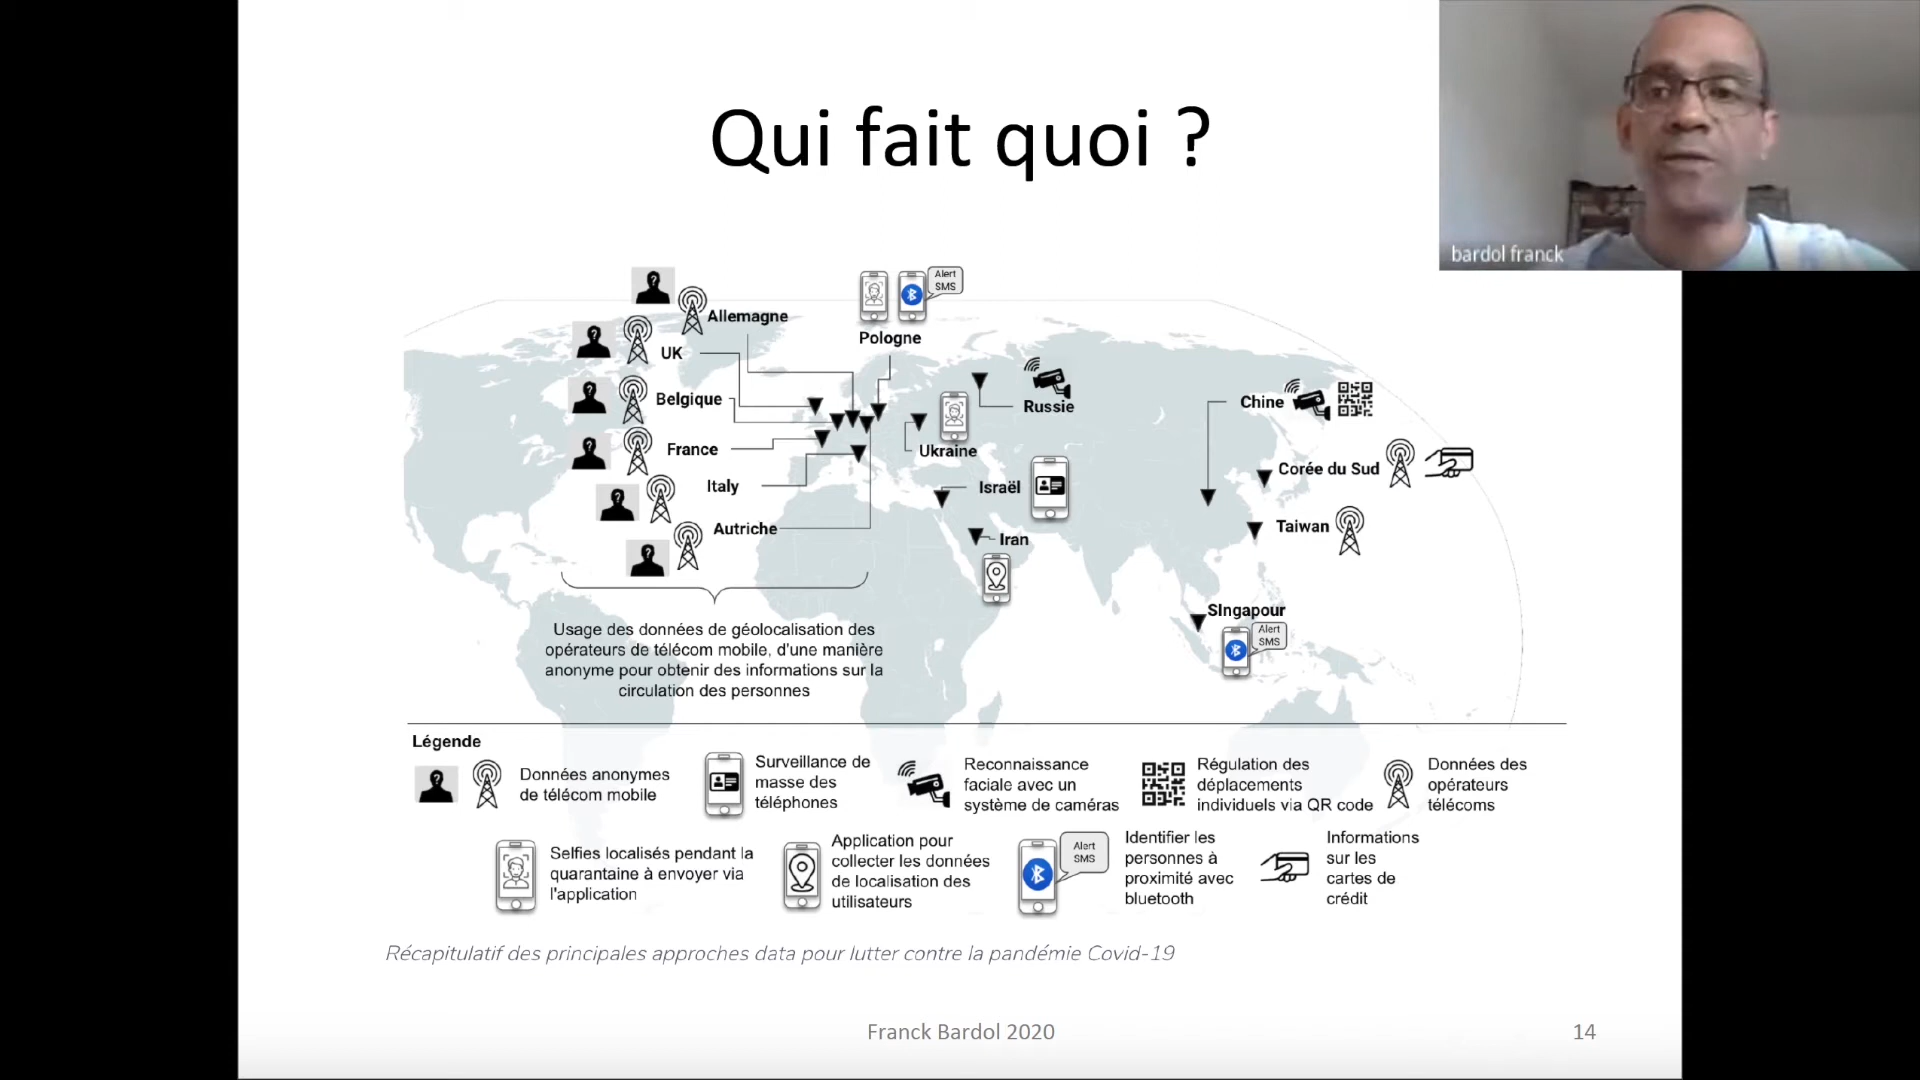 Qui fait quoi ?
bardol franck
Alert
SMS
Allemagne
Pologne
UK
Belgique
Russie
Chine
France
Ukraine
Corée du Sud
Italy
Israël
Autriche
Taiwan
Iran
SIngapour
Alert
SMS
Usage des données de géolocalisation des
opérateurs de télécom mobile, d'une manière
anonyme pour obtenir des informations sur la
circulation des personnes
Légende
Données anonymes
de télécom mobile
Surveillance de
masse des
téléphones
Reconnaissance
faciale avec un
système de caméras
Régulation des
déplacements
individuels via QR code
Données des
opérateurs
télécoms
Selfies localisés pendant la
quarantaine à envoyer via
l'application
Application pour
collecter les données
de localisation des
utilisateurs
Alert
SMS
Identifier les
personnes à
proximité avec
bluetooth
Informations
sur les
cartes de
crédit
Récapitulatif des principales approches data pour lutter contre la pandémie Covid-19
Franck Bardol 2020
14